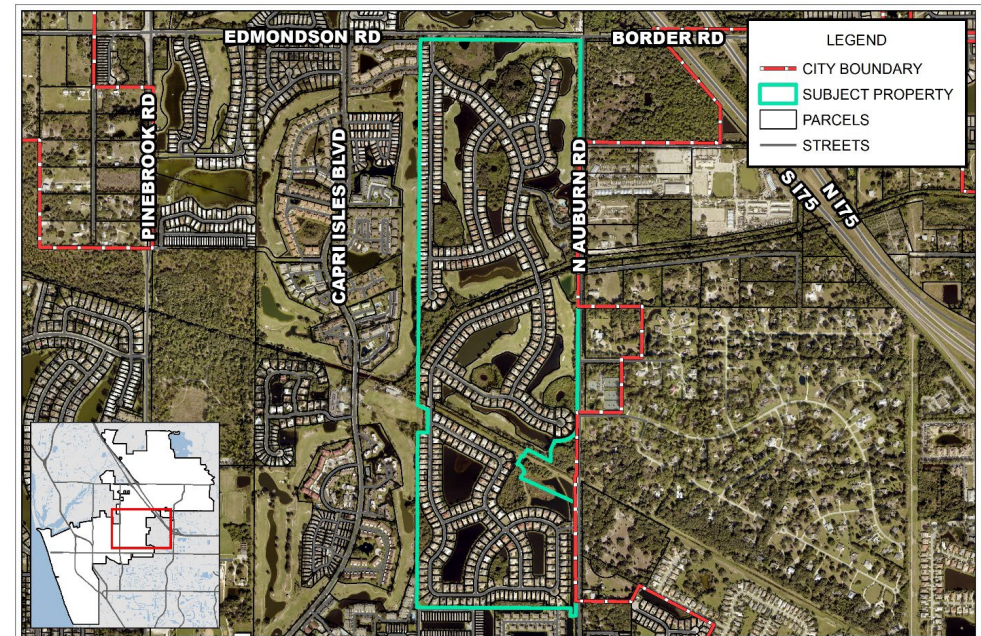 EDMONDSON RD
BORDER RD
LEGEND
CITY BOUNDARY
SUBJECT PROPERTY
PARCELS
STREETS
PINEBROOK RD
CAPRI ISLES BLVD
N AUBURN RD
S I75
N I75